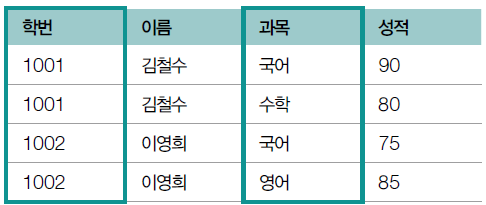 학번 이름 과목 성적
1001 김철수 국어 90
1001 김철수 수학 80
1002 이영희 국어 75
1002 이영희 영어 85